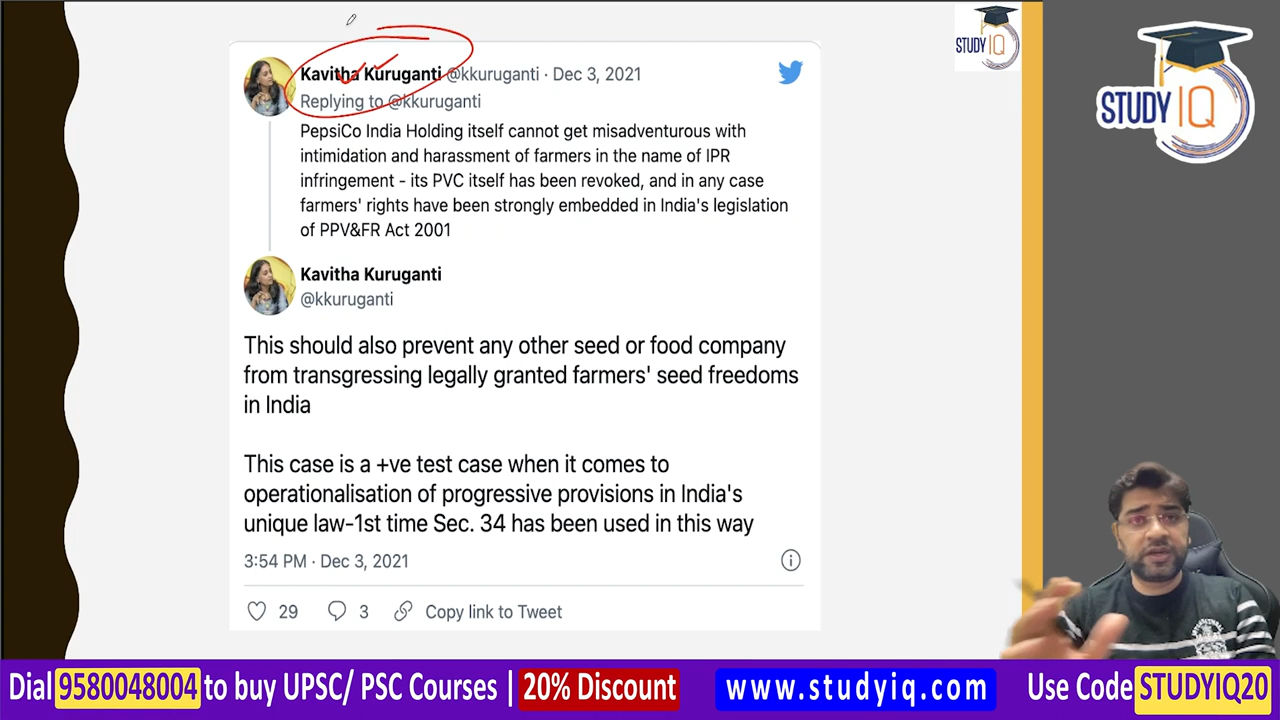 STUDY IQ
STUDY IQ
Kavitha Kuruganti @kkuruganti · Dec 3, 2021
Replying to @kkuruganti
PepsiCo India Holding itself cannot get misadventurous with
intimidation and harassment of farmers in the name of IPR
infringement - its PVC itself has been revoked, and in any case
farmers' rights have been strongly embedded in India's legislation
of PPV&FR Act 2001
Kavitha Kuruganti
@kkuruganti
This should also prevent any other seed or food company
from transgressing legally granted farmers' seed freedoms
in India
This case is a +ve test case when it comes to
operationalisation of progressive provisions in India's
unique law-1st time Sec. 34 has been used in this way
3:54 PM · Dec 3, 2021
29 3 Copy link to Tweet
Dial 9580048004 to buy UPSC/ PSC Courses | 20% Discount www.studyiq.com Use Code STUDYIQ20